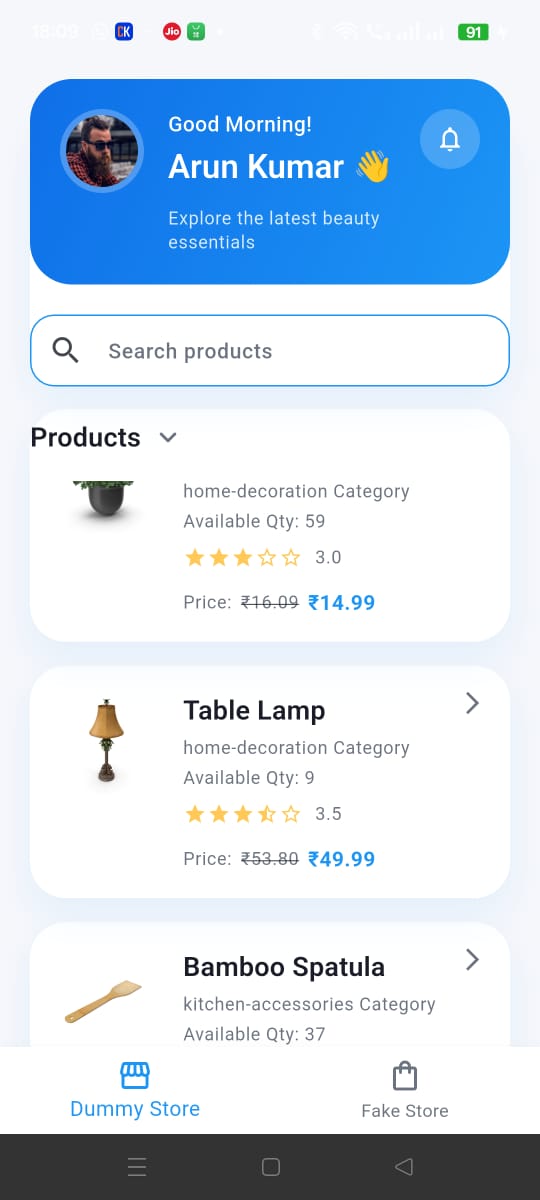 18:09
CK
Jio
91
Good Morning!
Arun Kumar 👋
Explore the latest beauty
essentials
Search products
Products
home-decoration Category
Available Qty: 59
3.0
Price: ₹16.09 ₹14.99
Table Lamp
home-decoration Category
Available Qty: 9
3.5
Price: ₹53.80 ₹49.99
Bamboo Spatula
kitchen-accessories Category
Available Qty: 37
Dummy Store
Fake Store